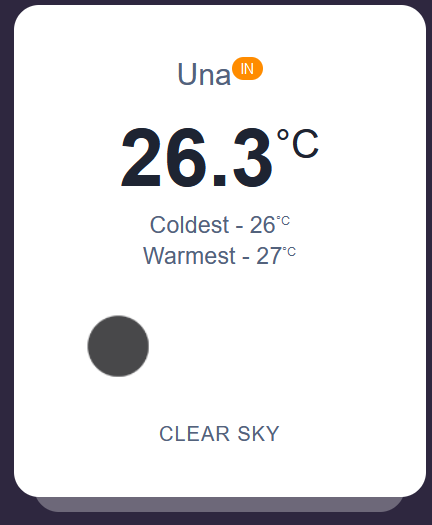 Una IN
26.3°C
Coldest - 26°C
Warmest - 27°C
CLEAR SKY